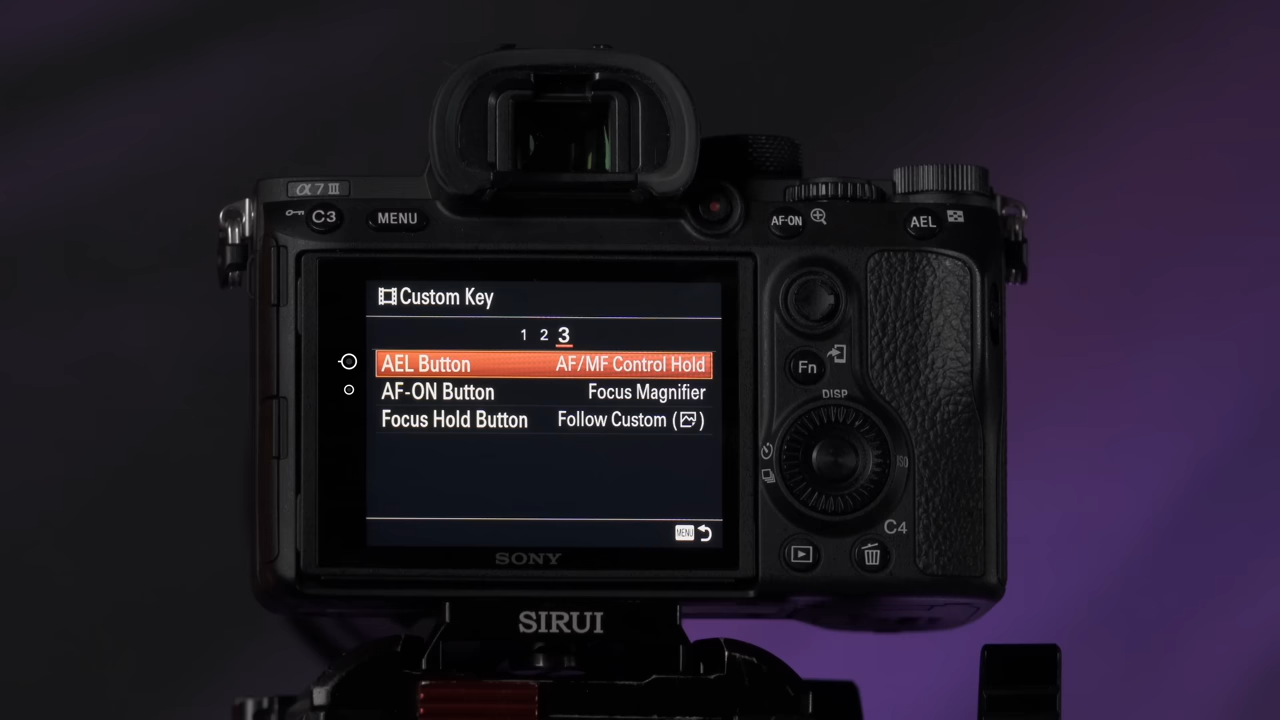 α7III
C3 MENU
AF-ON AEL
Custom Key
1 2 3
AEL Button AF/MF Control Hold
AF-ON Button Focus Magnifier
Focus Hold Button Follow Custom ( )
MENU
Fn
DISP
ISO
C4
SONY
SIRUI